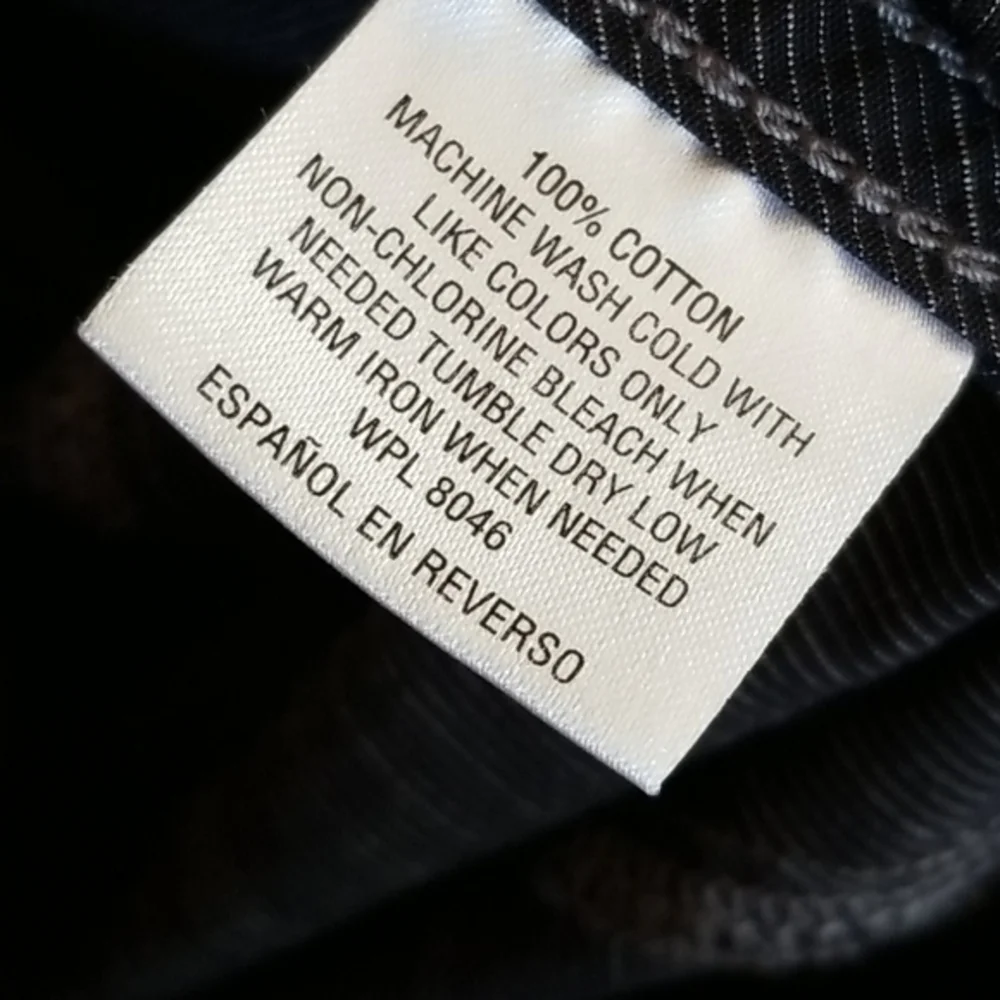 100% COTTON
MACHINE WASH COLD WITH
LIKE COLORS ONLY
NON-CHLORINE BLEACH WHEN
NEEDED TUMBLE DRY LOW
WARM IRON WHEN NEEDED
WPL 8046
ESPAÑOL EN REVERSO